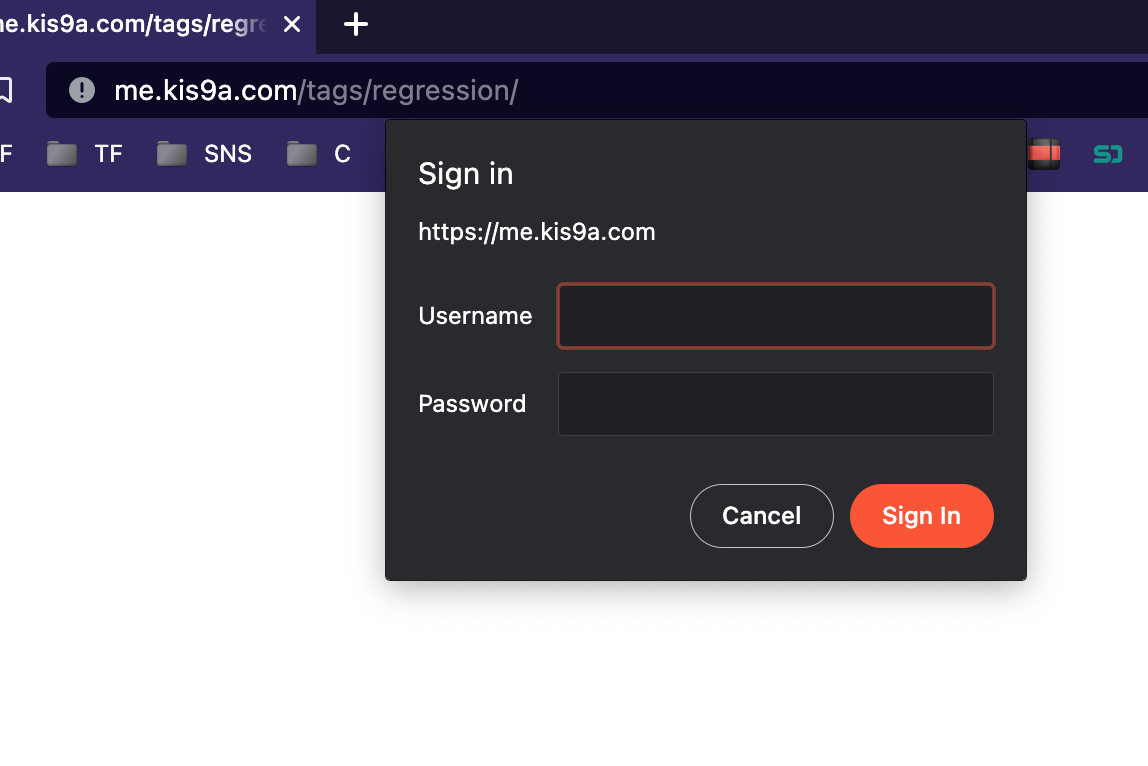 me.kis9a.com/tags/regre
me.kis9a.com/tags/regression/
F TF SNS C
SJ
Sign in
https://me.kis9a.com
Username
Password
Cancel Sign In